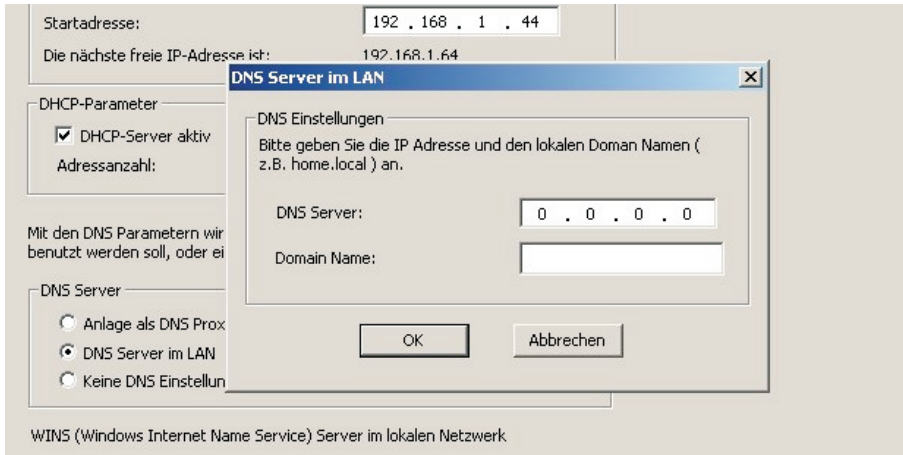 Startadresse: 192 . 168 . 1 . 44
Die nächste freie IP-Adresse ist: 192.168.1.64
DNS Server im LAN
DHCP-Parameter
DHCP-Server aktiv
Adressanzahl:
DNS Einstellungen
Bitte geben Sie die IP Adresse und den lokalen Doman Namen (
z.B. home.local ) an.
DNS Server: 0 . 0 . 0 . 0
Domain Name:
OK
Abbrechen
Mit den DNS Parametern wir
benutzt werden soll, oder ei
DNS Server
Anlage als DNS Prox
DNS Server im LAN
Keine DNS Einstellun
WINS (Windows Internet Name Service) Server im lokalen Netzwerk